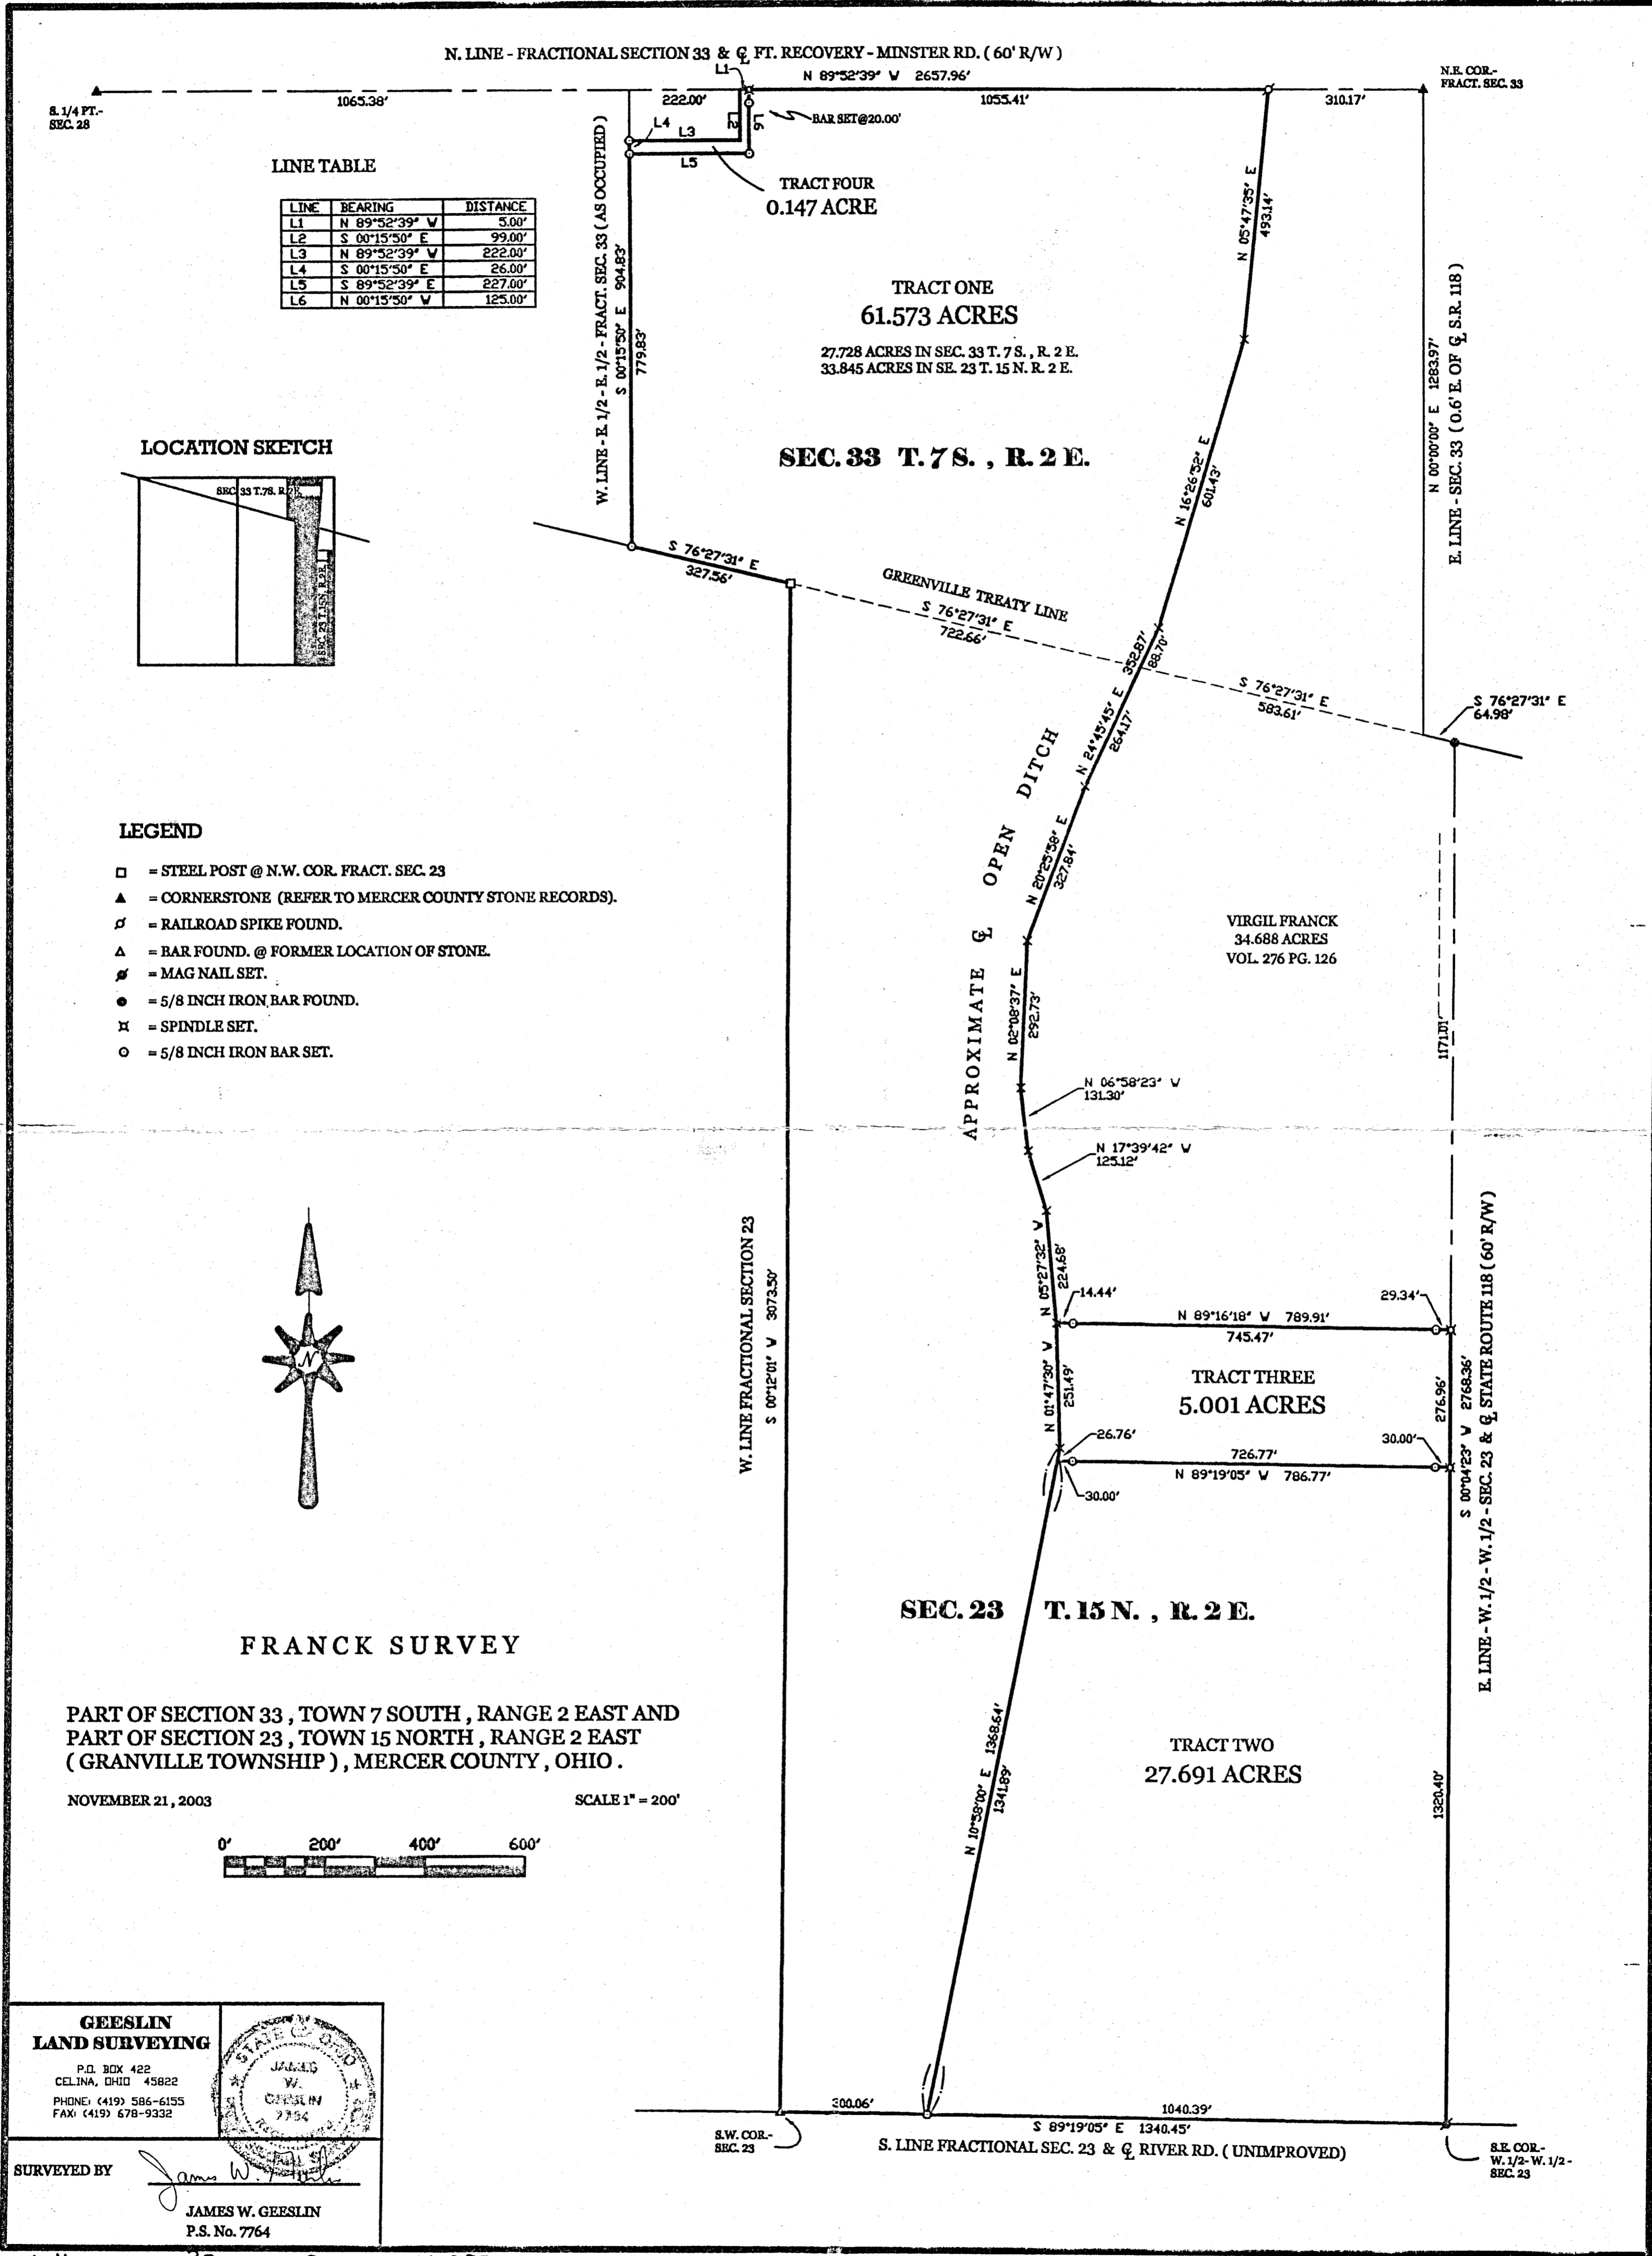 N. LINE - FRACTIONAL SECTION 33 & ℄ FT. RECOVERY - MINSTER RD. ( 60' R/W )
L1
N 89°52'39" W 2657.96'
N.E. COR.-
FRACT. SEC. 33
S. 1/4 PT.-
SEC. 28
1065.38'
222.00'
1055.41'
310.17'
BAR SET@20.00'
L2
L6
L4
L3
L5
LINE TABLE
LINE BEARING DISTANCE
L1 N 89°52'39" W 5.00'
L2 S 00°15'50" E 99.00'
L3 N 89°52'39" W 222.00'
L4 S 00°15'50" E 26.00'
L5 S 89°52'39" E 227.00'
L6 N 00°15'50" W 125.00'
TRACT FOUR
0.147 ACRE
W. LINE - E. 1/2 - E. 1/2 - FRACT. SEC. 33 ( AS OCCUPIED )
S 00°15'50" E 904.83'
779.83'
TRACT ONE
61.573 ACRES
27.728 ACRES IN SEC. 33 T. 7 S. , R. 2 E.
33.845 ACRES IN SE. 23 T. 15 N. R. 2 E.
N 05°47'35" E
493.14'
N 00°00'00" E 1283.97'
E. LINE - SEC. 33 ( 0.6' E. OF ℄ S.R. 118 )
SEC. 33 T. 7 S. , R. 2 E.
N 16°26'52" E
601.43'
LOCATION SKETCH
SEC. 33 T.7S. R.2E.
SEC. 23 T.15N. R.2E.
S 76°27'31" E
327.56'
GREENVILLE TREATY LINE
S 76°27'31" E
722.66'
S 76°27'31" E
583.61'
S 76°27'31" E
64.98'
N 24°45'45" E 352.87'
88.70'
264.17'
APPROXIMATE ℄ OPEN DITCH
N 20°25'58" E
327.84'
LEGEND
= STEEL POST @ N.W. COR. FRACT. SEC. 23
= CORNERSTONE (REFER TO MERCER COUNTY STONE RECORDS).
= RAILROAD SPIKE FOUND.
= BAR FOUND. @ FORMER LOCATION OF STONE.
= MAG NAIL SET.
= 5/8 INCH IRON BAR FOUND.
= SPINDLE SET.
= 5/8 INCH IRON BAR SET.
VIRGIL FRANCK
34.688 ACRES
VOL. 276 PG. 126
1171.01'
N 02°08'37" E
292.73'
N 06°58'23" W
131.30'
N 17°39'42" W
125.12'
N 05°27'32" W
224.68'
14.44'
29.34'
N 89°16'18" W 789.91'
745.47'
W. LINE FRACTIONAL SECTION 23
S 00°12'01" W 3073.50'
N 01°47'30" W
251.49'
TRACT THREE
5.001 ACRES
276.96'
S 00°04'23" W 2768.36'
E. LINE - W. 1/2 - W. 1/2 - SEC. 23 & ℄ STATE ROUTE 118 ( 60' R/W)
26.76'
30.00'
726.77'
N 89°19'05" W 786.77'
30.00'
N
SEC. 23 T. 15 N. , R. 2 E.
FRANCK SURVEY
PART OF SECTION 33 , TOWN 7 SOUTH , RANGE 2 EAST AND
PART OF SECTION 23 , TOWN 15 NORTH , RANGE 2 EAST
( GRANVILLE TOWNSHIP ) , MERCER COUNTY , OHIO .
NOVEMBER 21 , 2003
SCALE 1" = 200'
0' 200' 400' 600'
N 10°58'00" E 1368.64'
1341.89'
TRACT TWO
27.691 ACRES
1320.40'
GEESLIN
LAND SURVEYING
P.O. BOX 422
CELINA, OHIO 45822
PHONE: (419) 586-6155
FAX: (419) 678-9332
STATE OF OHIO
JAMES
W.
GEESLIN
7764
SURVEYED BY
James W. Geeslin
JAMES W. GEESLIN
P.S. No. 7764
300.06'
1040.39'
S 89°19'05" E 1340.45'
S. LINE FRACTIONAL SEC. 23 & ℄ RIVER RD. ( UNIMPROVED)
S.W. COR.-
SEC. 23
S.E. COR.-
W. 1/2- W. 1/2 -
SEC. 23